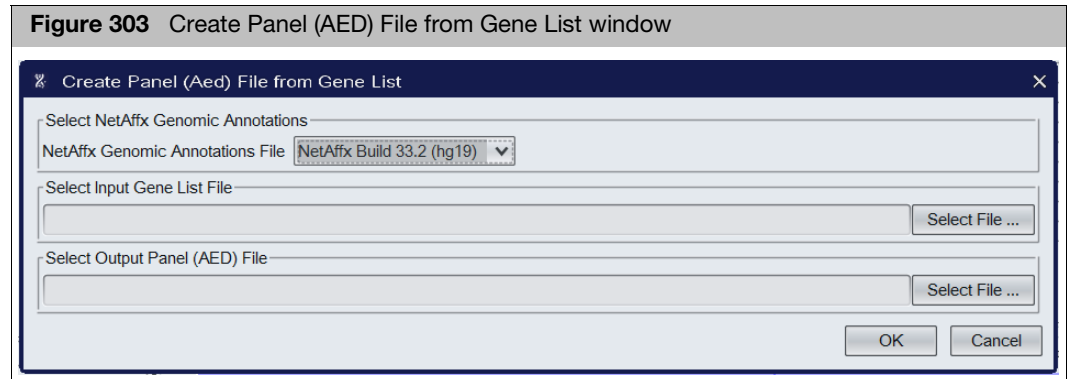 Figure 303 Create Panel (AED) File from Gene List window
Create Panel (Aed) File from Gene List
Select NetAffx Genomic Annotations
NetAffx Genomic Annotations File NetAffx Build 33.2 (hg19)
Select Input Gene List File
Select File ...
Select Output Panel (AED) File
Select File ...
OK Cancel